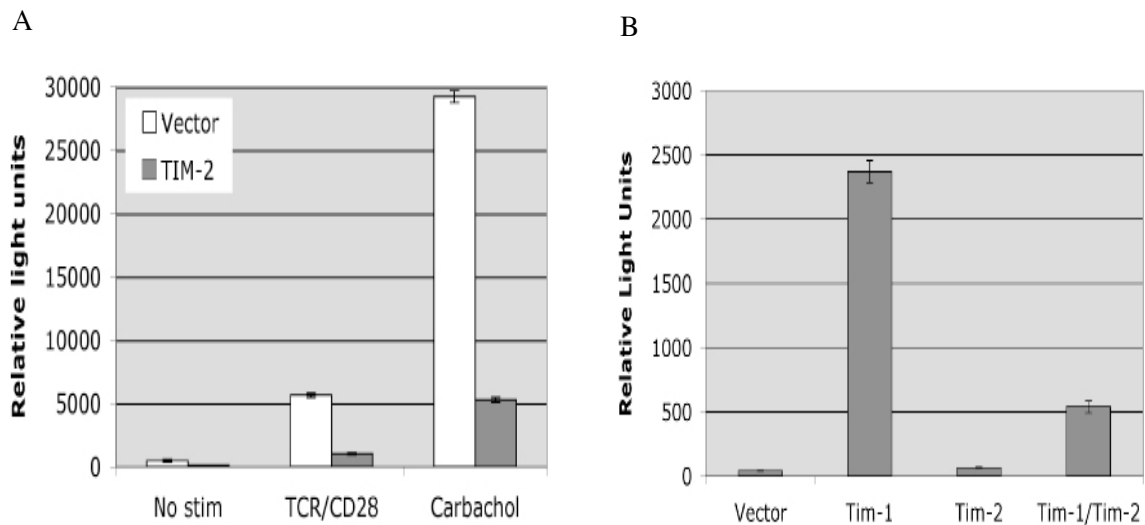 A
Relative light units
30000
25000
20000
15000
10000
5000
0
Vector
TIM-2
No stim
TCR/CD28
Carbachol
B
Relative Light Units
3000
2500
2000
1500
1000
500
0
Vector
Tim-1
Tim-2
Tim-1/Tim-2